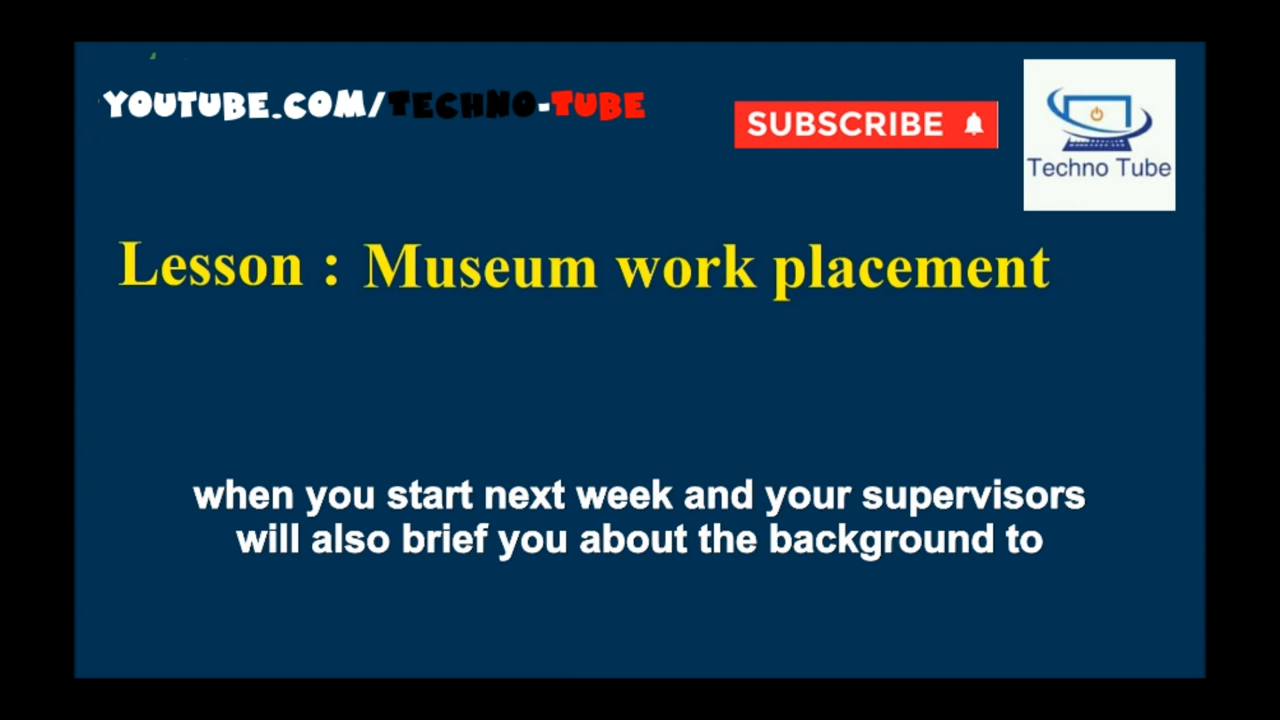 YOUTUBE.COM/TECHNO-TUBE
SUBSCRIBE
Techno Tube
Lesson : Museum work placement
when you start next week and your supervisors
will also brief you about the background to